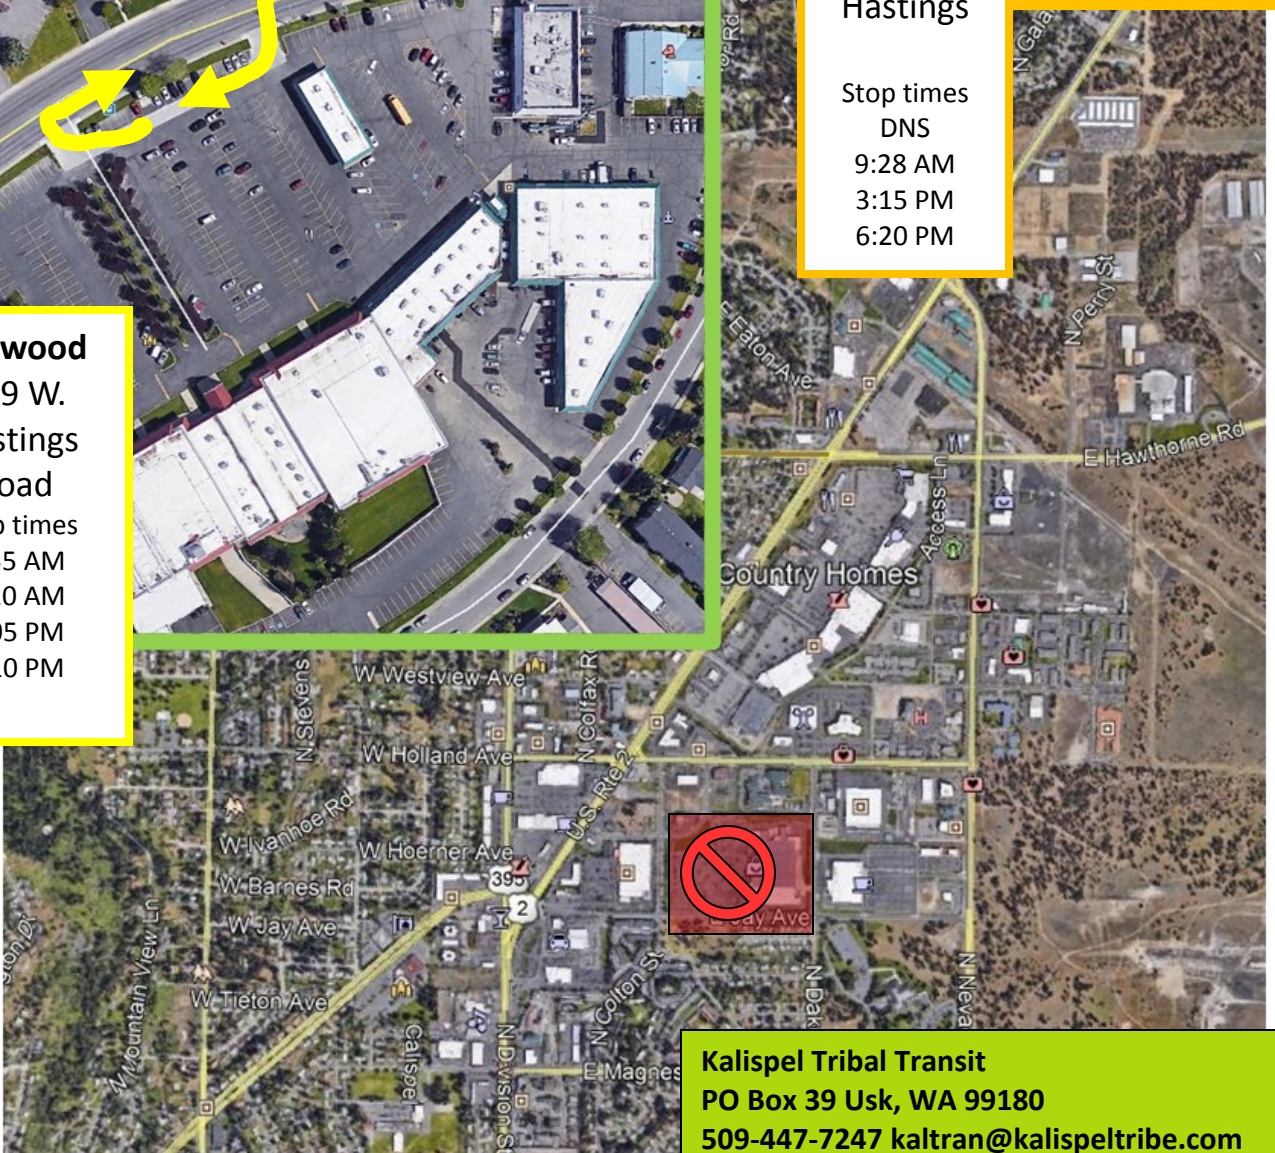 Hastings
Stop times
DNS
9:28 AM
3:15 PM
6:20 PM
wood
9 W.
stings
oad
times
5 AM
0 AM
05 PM
0 PM
N Perry St
E Eaton Ave
E Hawthorne Rd
Access Ln
Country Homes
N Stevens
W Westview Ave
N Colfax Rd
W Holland Ave
U.S. Rte 2
W Ivanhoe Rd
W Hoerner Ave
395
W Barnes Rd
2
W Jay Ave
E Jay Ave
N Mountain View Ln
W Tieton Ave
N Colton St
N Dak
N Neva
Calispel
N Division St
E Magnes
Kalispel Tribal Transit
PO Box 39 Usk, WA 99180
509-447-7247 kaltran@kalispeltribe.com